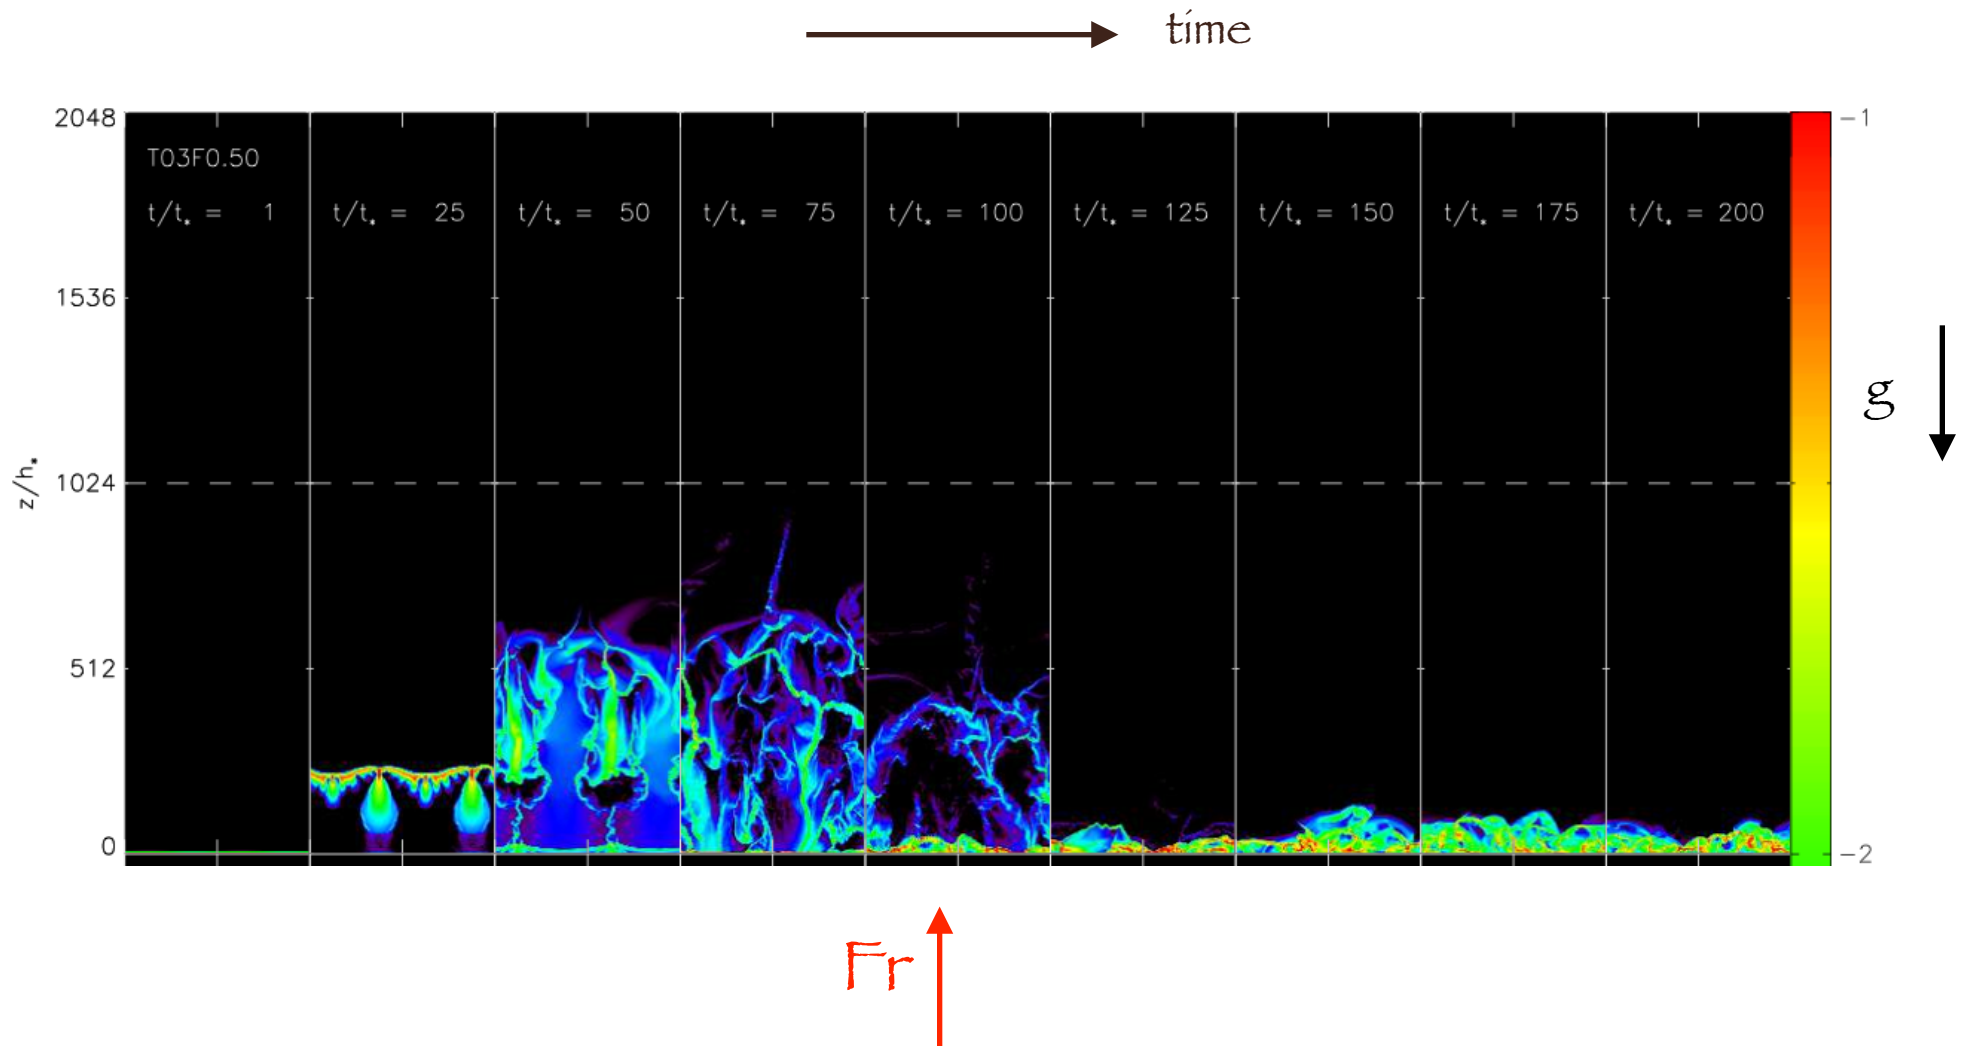 time
2048
T03F0.50
t/t* = 1
t/t* = 25
t/t* = 50
t/t* = 75
t/t* = 100
t/t* = 125
t/t* = 150
t/t* = 175
t/t* = 200
1536
1024
512
0
z/h*
-1
-2
g
Fr